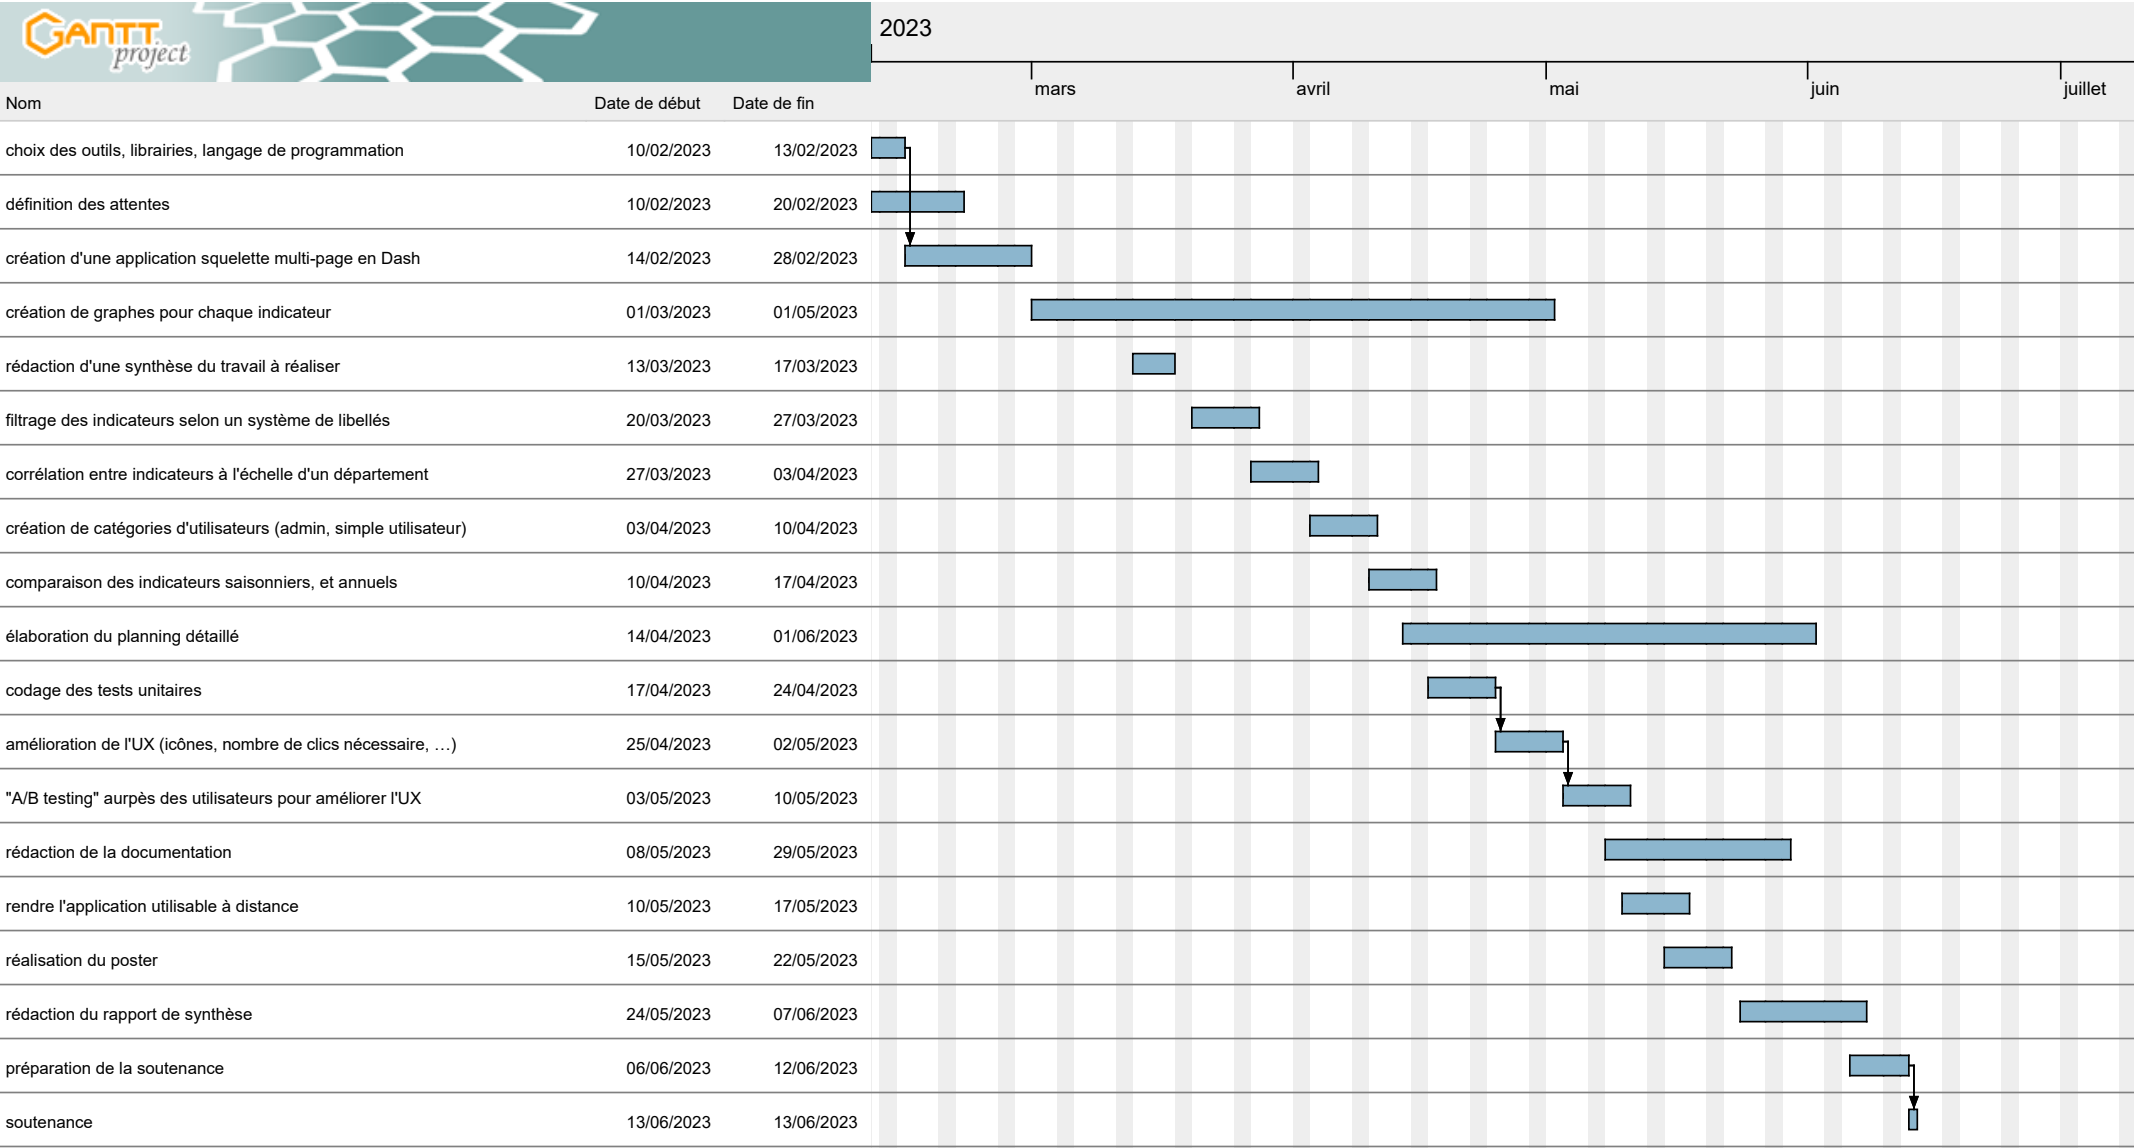 GANTT
project
2023
mars avril mai juin juillet
Nom Date de début Date de fin
choix des outils, librairies, langage de programmation 10/02/2023 13/02/2023
définition des attentes 10/02/2023 20/02/2023
création d'une application squelette multi-page en Dash 14/02/2023 28/02/2023
création de graphes pour chaque indicateur 01/03/2023 01/05/2023
rédaction d'une synthèse du travail à réaliser 13/03/2023 17/03/2023
filtrage des indicateurs selon un système de libellés 20/03/2023 27/03/2023
corrélation entre indicateurs à l'échelle d'un département 27/03/2023 03/04/2023
création de catégories d'utilisateurs (admin, simple utilisateur) 03/04/2023 10/04/2023
comparaison des indicateurs saisonniers, et annuels 10/04/2023 17/04/2023
élaboration du planning détaillé 14/04/2023 01/06/2023
codage des tests unitaires 17/04/2023 24/04/2023
amélioration de l'UX (icônes, nombre de clics nécessaire, …) 25/04/2023 02/05/2023
"A/B testing" aurpès des utilisateurs pour améliorer l'UX 03/05/2023 10/05/2023
rédaction de la documentation 08/05/2023 29/05/2023
rendre l'application utilisable à distance 10/05/2023 17/05/2023
réalisation du poster 15/05/2023 22/05/2023
rédaction du rapport de synthèse 24/05/2023 07/06/2023
préparation de la soutenance 06/06/2023 12/06/2023
soutenance 13/06/2023 13/06/2023